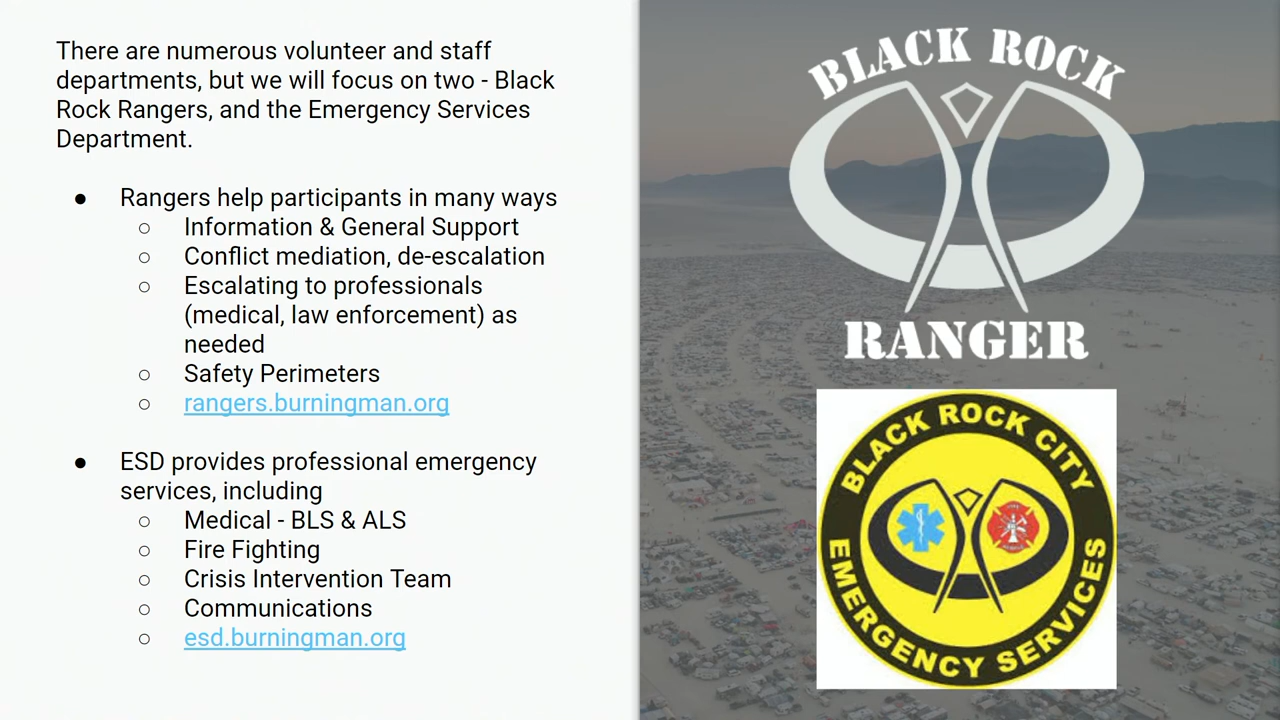 There are numerous volunteer and staff
departments, but we will focus on two - Black
Rock Rangers, and the Emergency Services
Department.
● Rangers help participants in many ways
○ Information & General Support
○ Conflict mediation, de-escalation
○ Escalating to professionals
(medical, law enforcement) as
needed
○ Safety Perimeters
○ rangers.burningman.org
● ESD provides professional emergency
services, including
○ Medical - BLS & ALS
○ Fire Fighting
○ Crisis Intervention Team
○ Communications
○ esd.burningman.org
BLACK ROCK
RANGER
BLACK ROCK CITY
EMERGENCY SERVICES